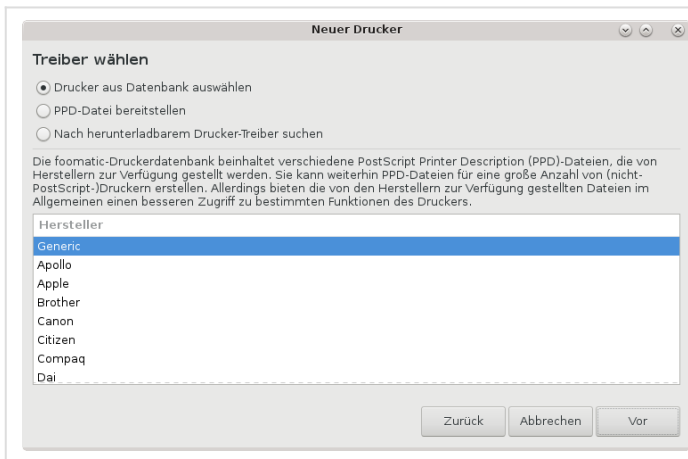 Neuer Drucker
Treiber wählen
Drucker aus Datenbank auswählen
PPD-Datei bereitstellen
Nach herunterladbarem Drucker-Treiber suchen
Die foomatic-Druckerdatenbank beinhaltet verschiedene PostScript Printer Description (PPD)-Dateien, die von
Herstellern zur Verfügung gestellt werden. Sie kann weiterhin PPD-Dateien für eine große Anzahl von (nicht-
PostScript-)Druckern erstellen. Allerdings bieten die von den Herstellern zur Verfügung gestellten Dateien im
Allgemeinen einen besseren Zugriff zu bestimmten Funktionen des Druckers.
Hersteller
Generic
Apollo
Apple
Brother
Canon
Citizen
Compaq
Dai
Zurück Abbrechen Vor